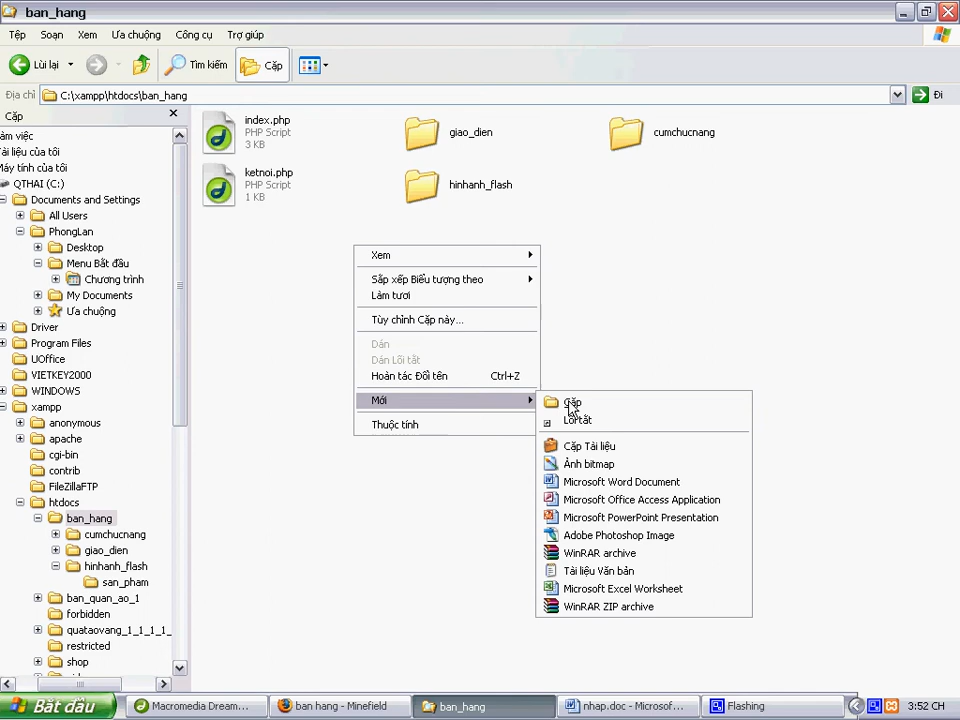 ban_hang
Tệp Soạn Xem Ưa chuộng Công cụ Trợ giúp
Lùi lại Tìm kiếm Cặp
Địa chỉ C:\xampp\htdocs\ban_hang Đi
Cặp
àm việc
Tài liệu của tôi
Máy tính của tôi
QTHAI (C:)
Documents and Settings
All Users
PhongLan
Desktop
Menu Bắt đầu
Chương trình
My Documents
Ưa chuộng
Driver
Program Files
UOffice
VIETKEY2000
WINDOWS
xampp
anonymous
apache
cgi-bin
contrib
FileZillaFTP
htdocs
ban_hang
cumchucnang
giao_dien
hinhanh_flash
san_pham
ban_quan_ao_1
forbidden
quataovang_1_1_1_1_
restricted
shop
index.php
PHP Script
3 KB
giao_dien
cumchucnang
ketnoi.php
PHP Script
1 KB
hinhanh_flash
Xem
Sắp xếp Biểu tượng theo
Làm tươi
Tùy chỉnh Cặp này...
Dán
Dán Lối tắt
Hoàn tác Đổi tên Ctrl+Z
Mới
Thuộc tính
Cặp
Lối tắt
Cặp Tài liệu
Ảnh bitmap
Microsoft Word Document
Microsoft Office Access Application
Microsoft PowerPoint Presentation
Adobe Photoshop Image
WinRAR archive
Tài liệu Văn bản
Microsoft Excel Worksheet
WinRAR ZIP archive
Bắt đầu Macromedia Dream... ban hang - Minefield ban_hang nhap.doc - Microsof... Flashing 3:52 CH